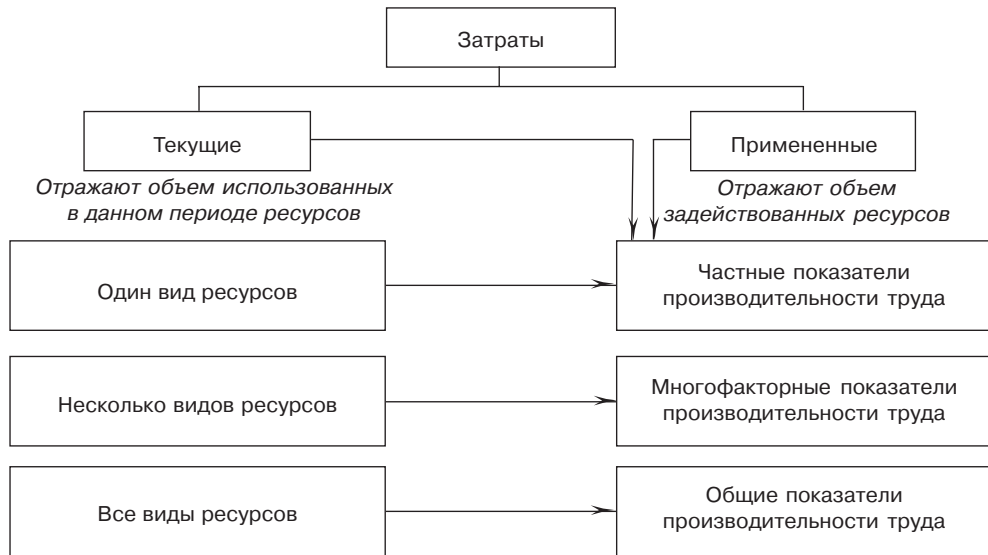 Затраты
Текущие
Примененные
Отражают объем использованных
в данном периоде ресурсов
Отражают объем
задействованных ресурсов
Один вид ресурсов
Частные показатели
производительности труда
Несколько видов ресурсов
Многофакторные показатели
производительности труда
Все виды ресурсов
Общие показатели
производительности труда